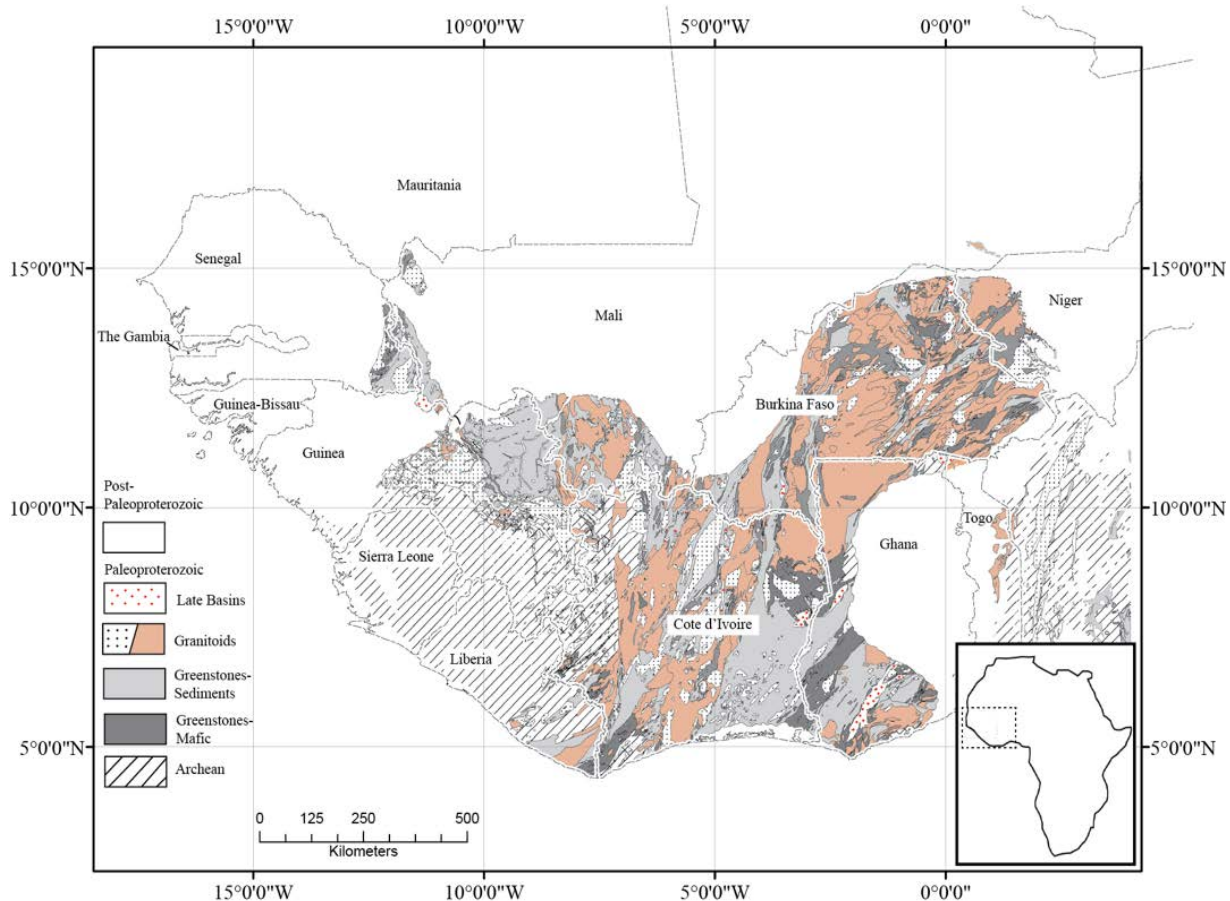 15°0'0"W 10°0'0"W 5°0'0"W 0°0'0"
Mauritania
Senegal
15°0'0"N 15°0'0"N
Niger
Mali
The Gambia
Guinea-Bissau
Burkina Faso
Guinea
Post-
Paleoproterozoic
10°0'0"N 10°0'0"N
Togo
Ghana
Sierra Leone
Paleoproterozoic
Late Basins
Cote d'Ivoire
Granitoids
Liberia
Greenstones-
Sediments
Greenstones-
Mafic
5°0'0"N 5°0'0"N
Archean
0 125 250 500
Kilometers
15°0'0"W 10°0'0"W 5°0'0"W 0°0'0"